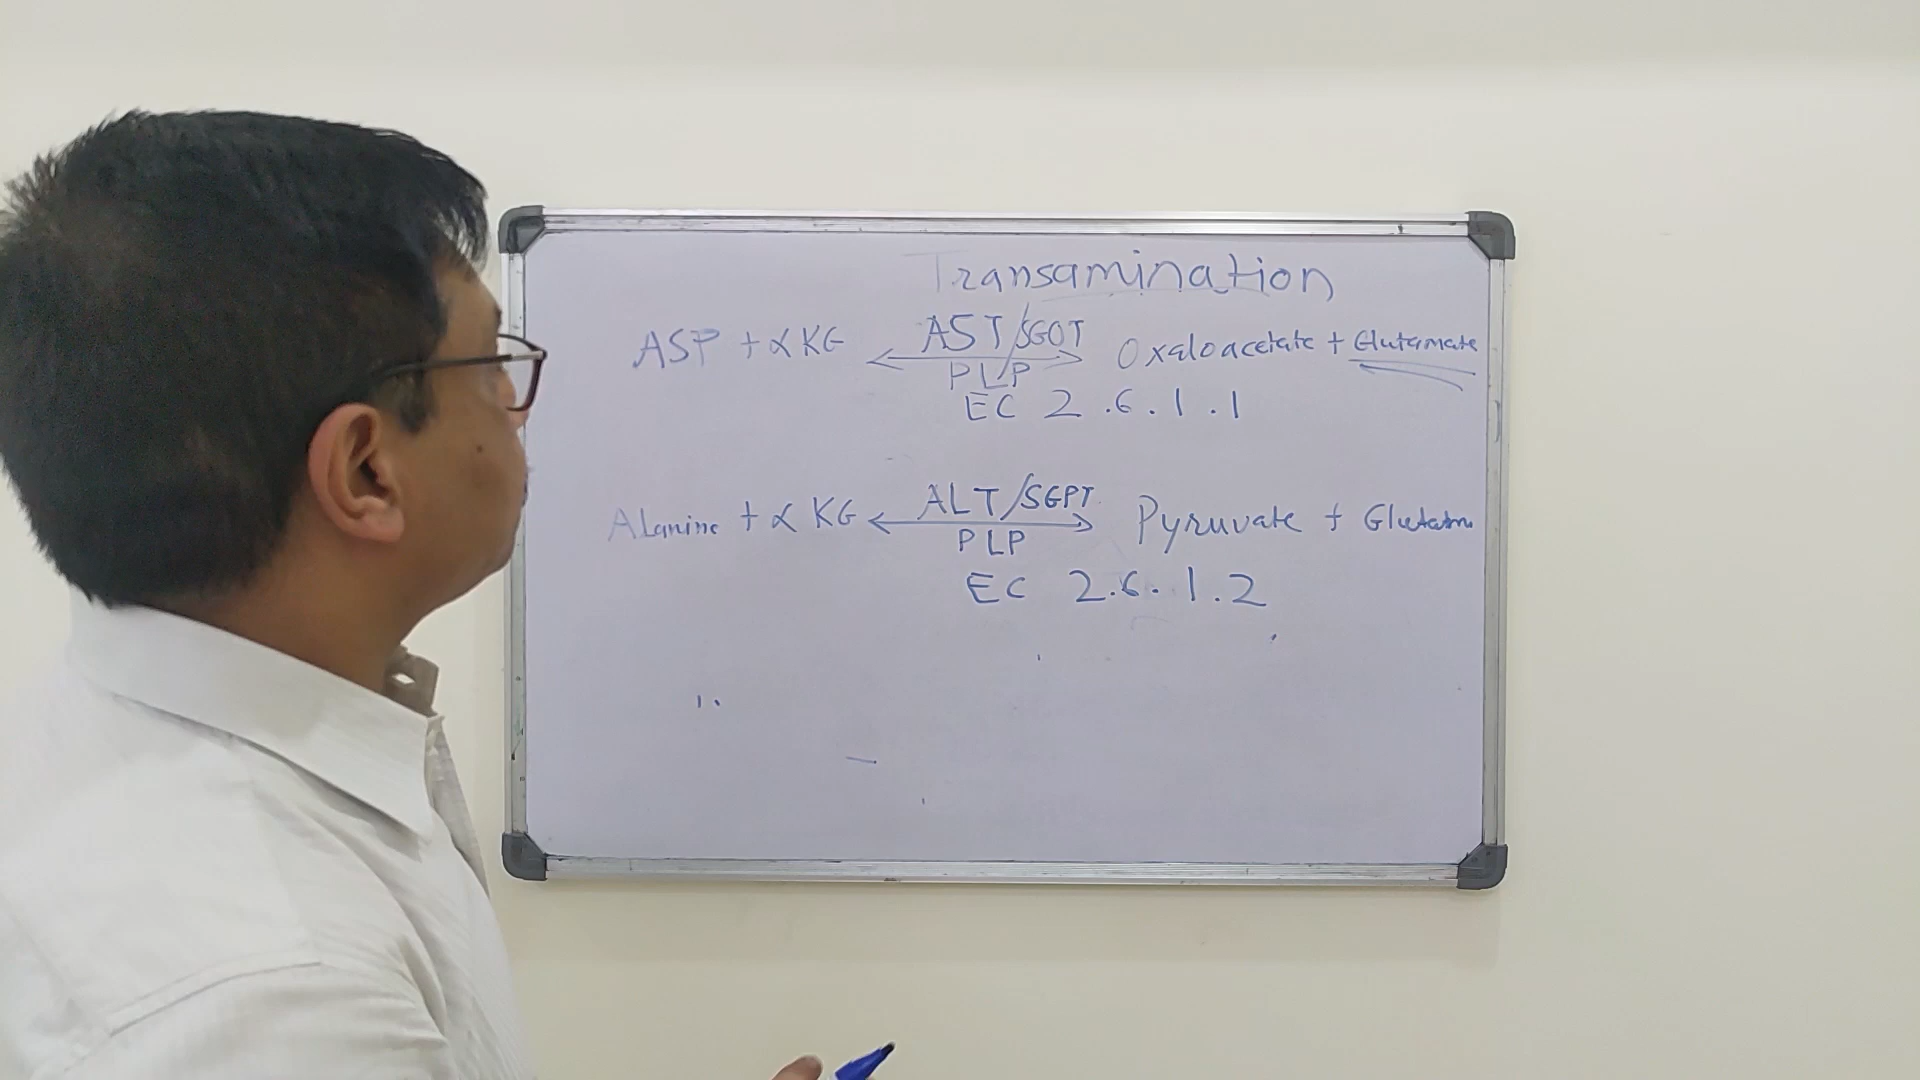 Transamination
ASP + α KG AST/SGOT Oxaloacetate + Glutamate
PLP
EC 2.6.1.1
Alanine + α KG ALT/SGPT Pyruvate + Glutam
PLP
EC 2.6.1.2